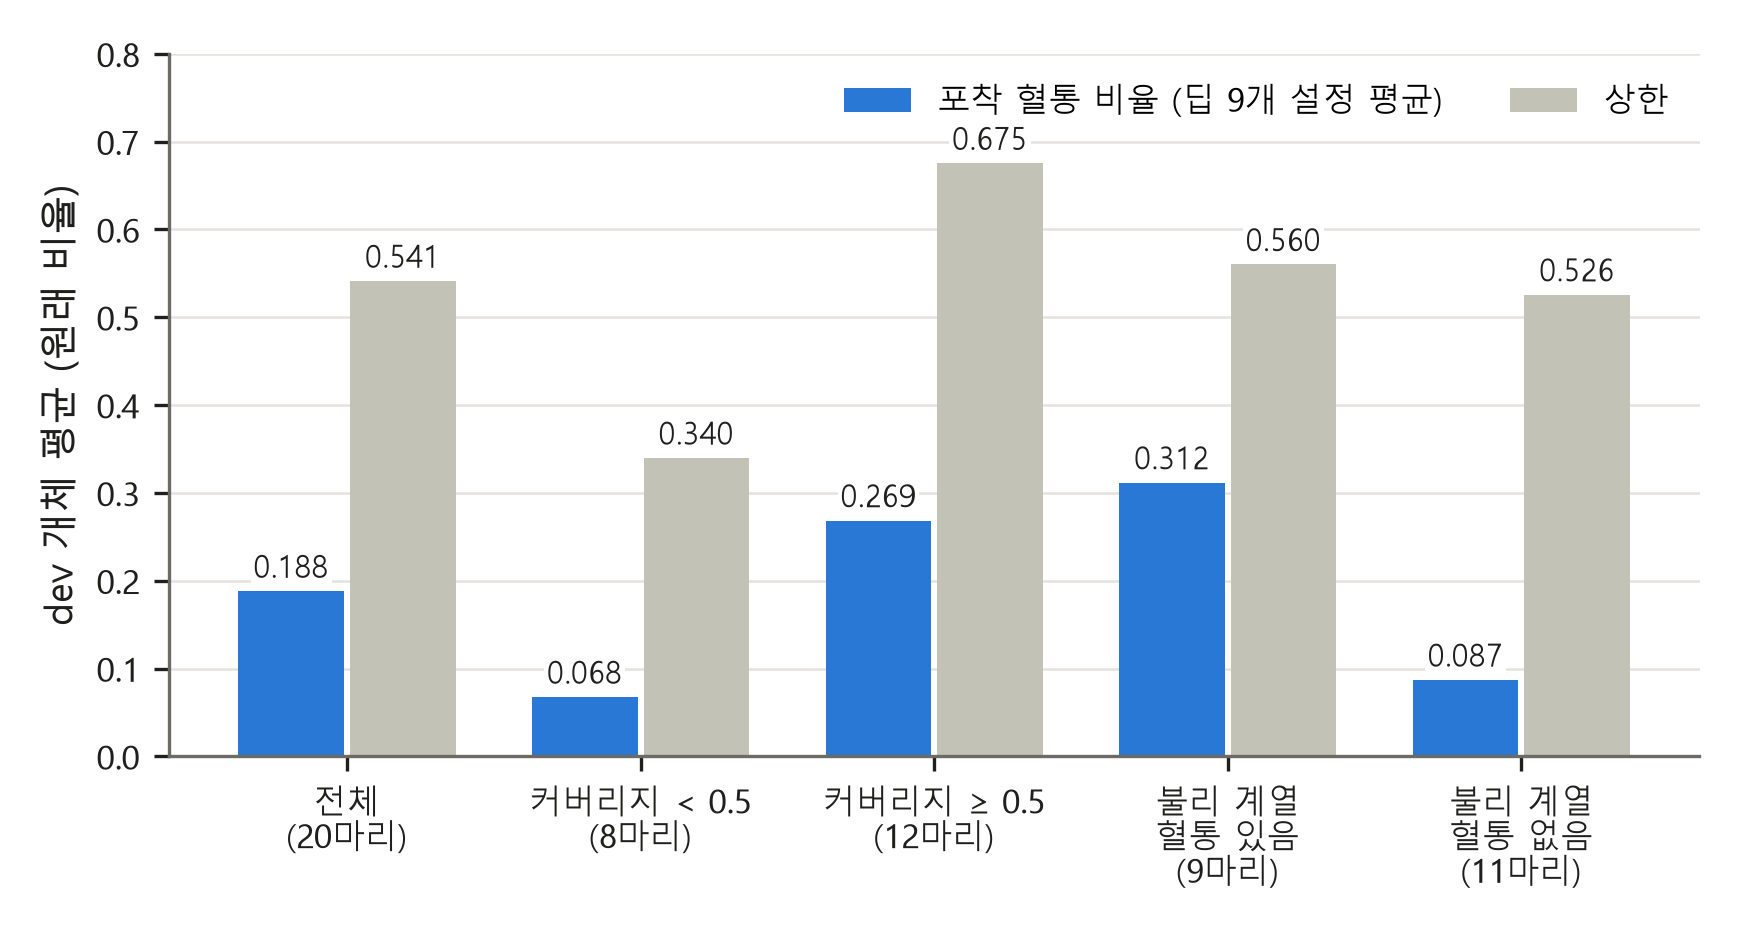 포착 혈통 비율 (딥 9개 설정 평균) 상한
dev 개체 평균 (원래 비율)
0.8
0.7
0.6
0.5
0.4
0.3
0.2
0.1
0.0
0.188
0.541
0.068
0.340
0.269
0.675
0.312
0.560
0.087
0.526
전체
(20마리)
커버리지 < 0.5
(8마리)
커버리지 ≥ 0.5
(12마리)
불리 계열
혈통 있음
(9마리)
불리 계열
혈통 없음
(11마리)